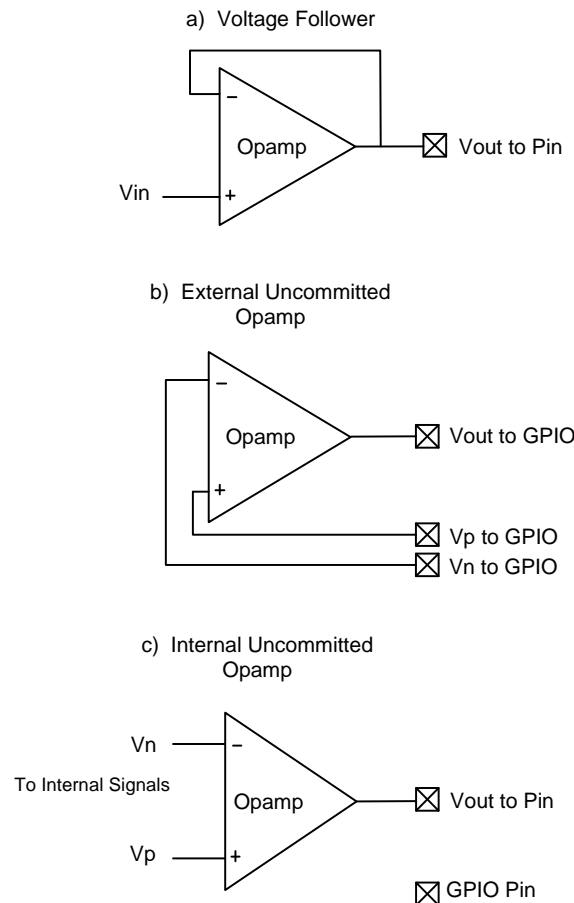 a) Voltage Follower
−
Opamp
Vout to Pin
Vin
+
b) External Uncommitted
Opamp
−
Opamp
Vout to GPIO
+
Vp to GPIO
Vn to GPIO
c) Internal Uncommitted
Opamp
Vn
−
To Internal Signals
Opamp
Vout to Pin
Vp
+
GPIO Pin